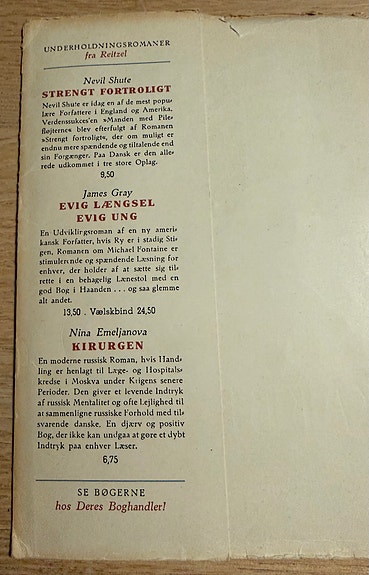 UNDERHOLDNINGSROMANER
fra Reitzel
Nevil Shute
STRENGT FORTROLIGT
Nevil Shute er idag en af de mest popu-
lære Forfattere i England og Amerika.
Verdenssukces'en »Manden med Pile-
fløjterne« blev efterfulgt af Romanen
»Strengt fortroligt«, der om muligt er
endnu mere spændende og tiltalende end
sin Forgænger. Paa Dansk er den alle-
rede udkommet i tre store Oplag.
9,50
James Gray
EVIG LÆNGSEL
EVIG UNG
En Udviklingsroman af en ny ameri-
kansk Forfatter, hvis Ry er i stadig Sti-
gen. Romanen om Michael Fontaine er
stimulerende og spændende Læsning for
enhver, der holder af at sætte sig til-
rette i en behagelig Lænestol med en
god Bog i Haanden . . . og saa glemme
alt andet.
13,50 . Vælskbind 24,50
Nina Emeljanova
KIRURGEN
En moderne russisk Roman, hvis Hand-
ling er henlagt til Læge- og Hospitals-
kredse i Moskva under Krigens senere
Perioder. Den giver et levende Indtryk
af russisk Mentalitet og ofte Lejlighed til
at sammenligne russiske Forhold med til-
svarende danske. En djærv og positiv
Bog, der ikke kan undgaa at gøre et dybt
Indtryk paa enhver Læser.
6,75
SE BØGERNE
hos Deres Boghandler!